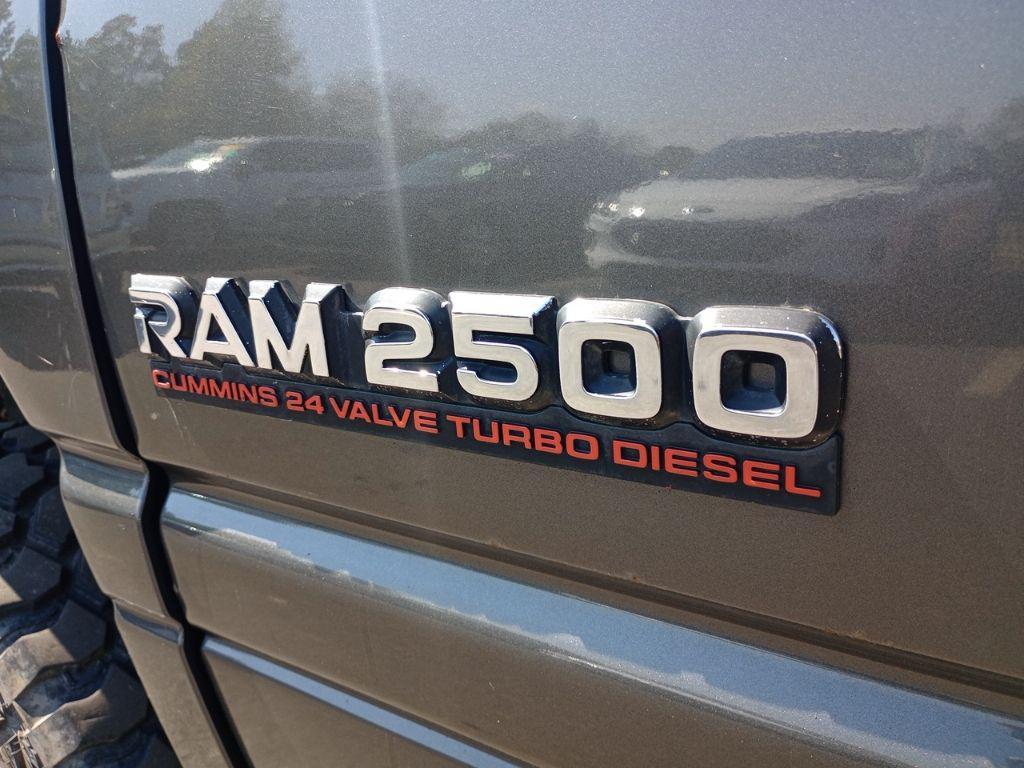 RAM 2500
CUMMINS 24 VALVE TURBO DIESEL